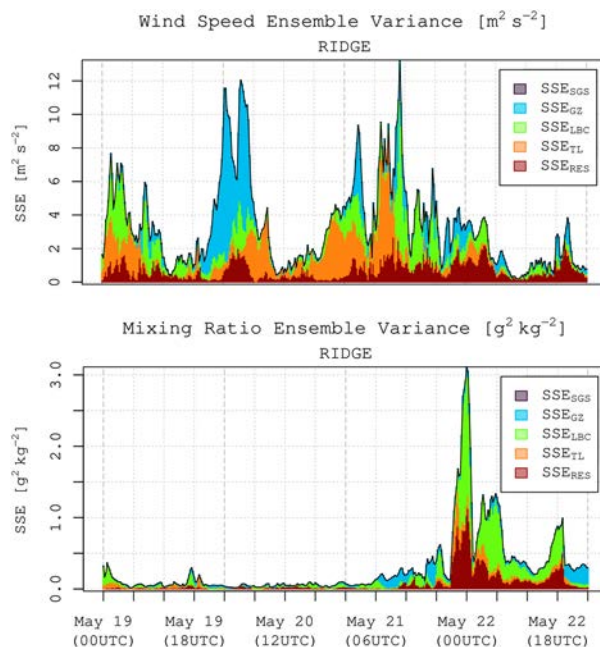 Wind Speed Ensemble Variance [m² s⁻²]
RIDGE
SSE [m² s⁻²]
12
10
8
6
4
2
0
SSE_SGS
SSE_GZ
SSE_LBC
SSE_TL
SSE_RES
Mixing Ratio Ensemble Variance [g² kg⁻²]
RIDGE
SSE [g² kg⁻²]
3.0
2.0
1.0
0.0
SSE_SGS
SSE_GZ
SSE_LBC
SSE_TL
SSE_RES
May 19 May 19 May 20 May 21 May 22 May 22
(00UTC) (18UTC) (12UTC) (06UTC) (00UTC) (18UTC)